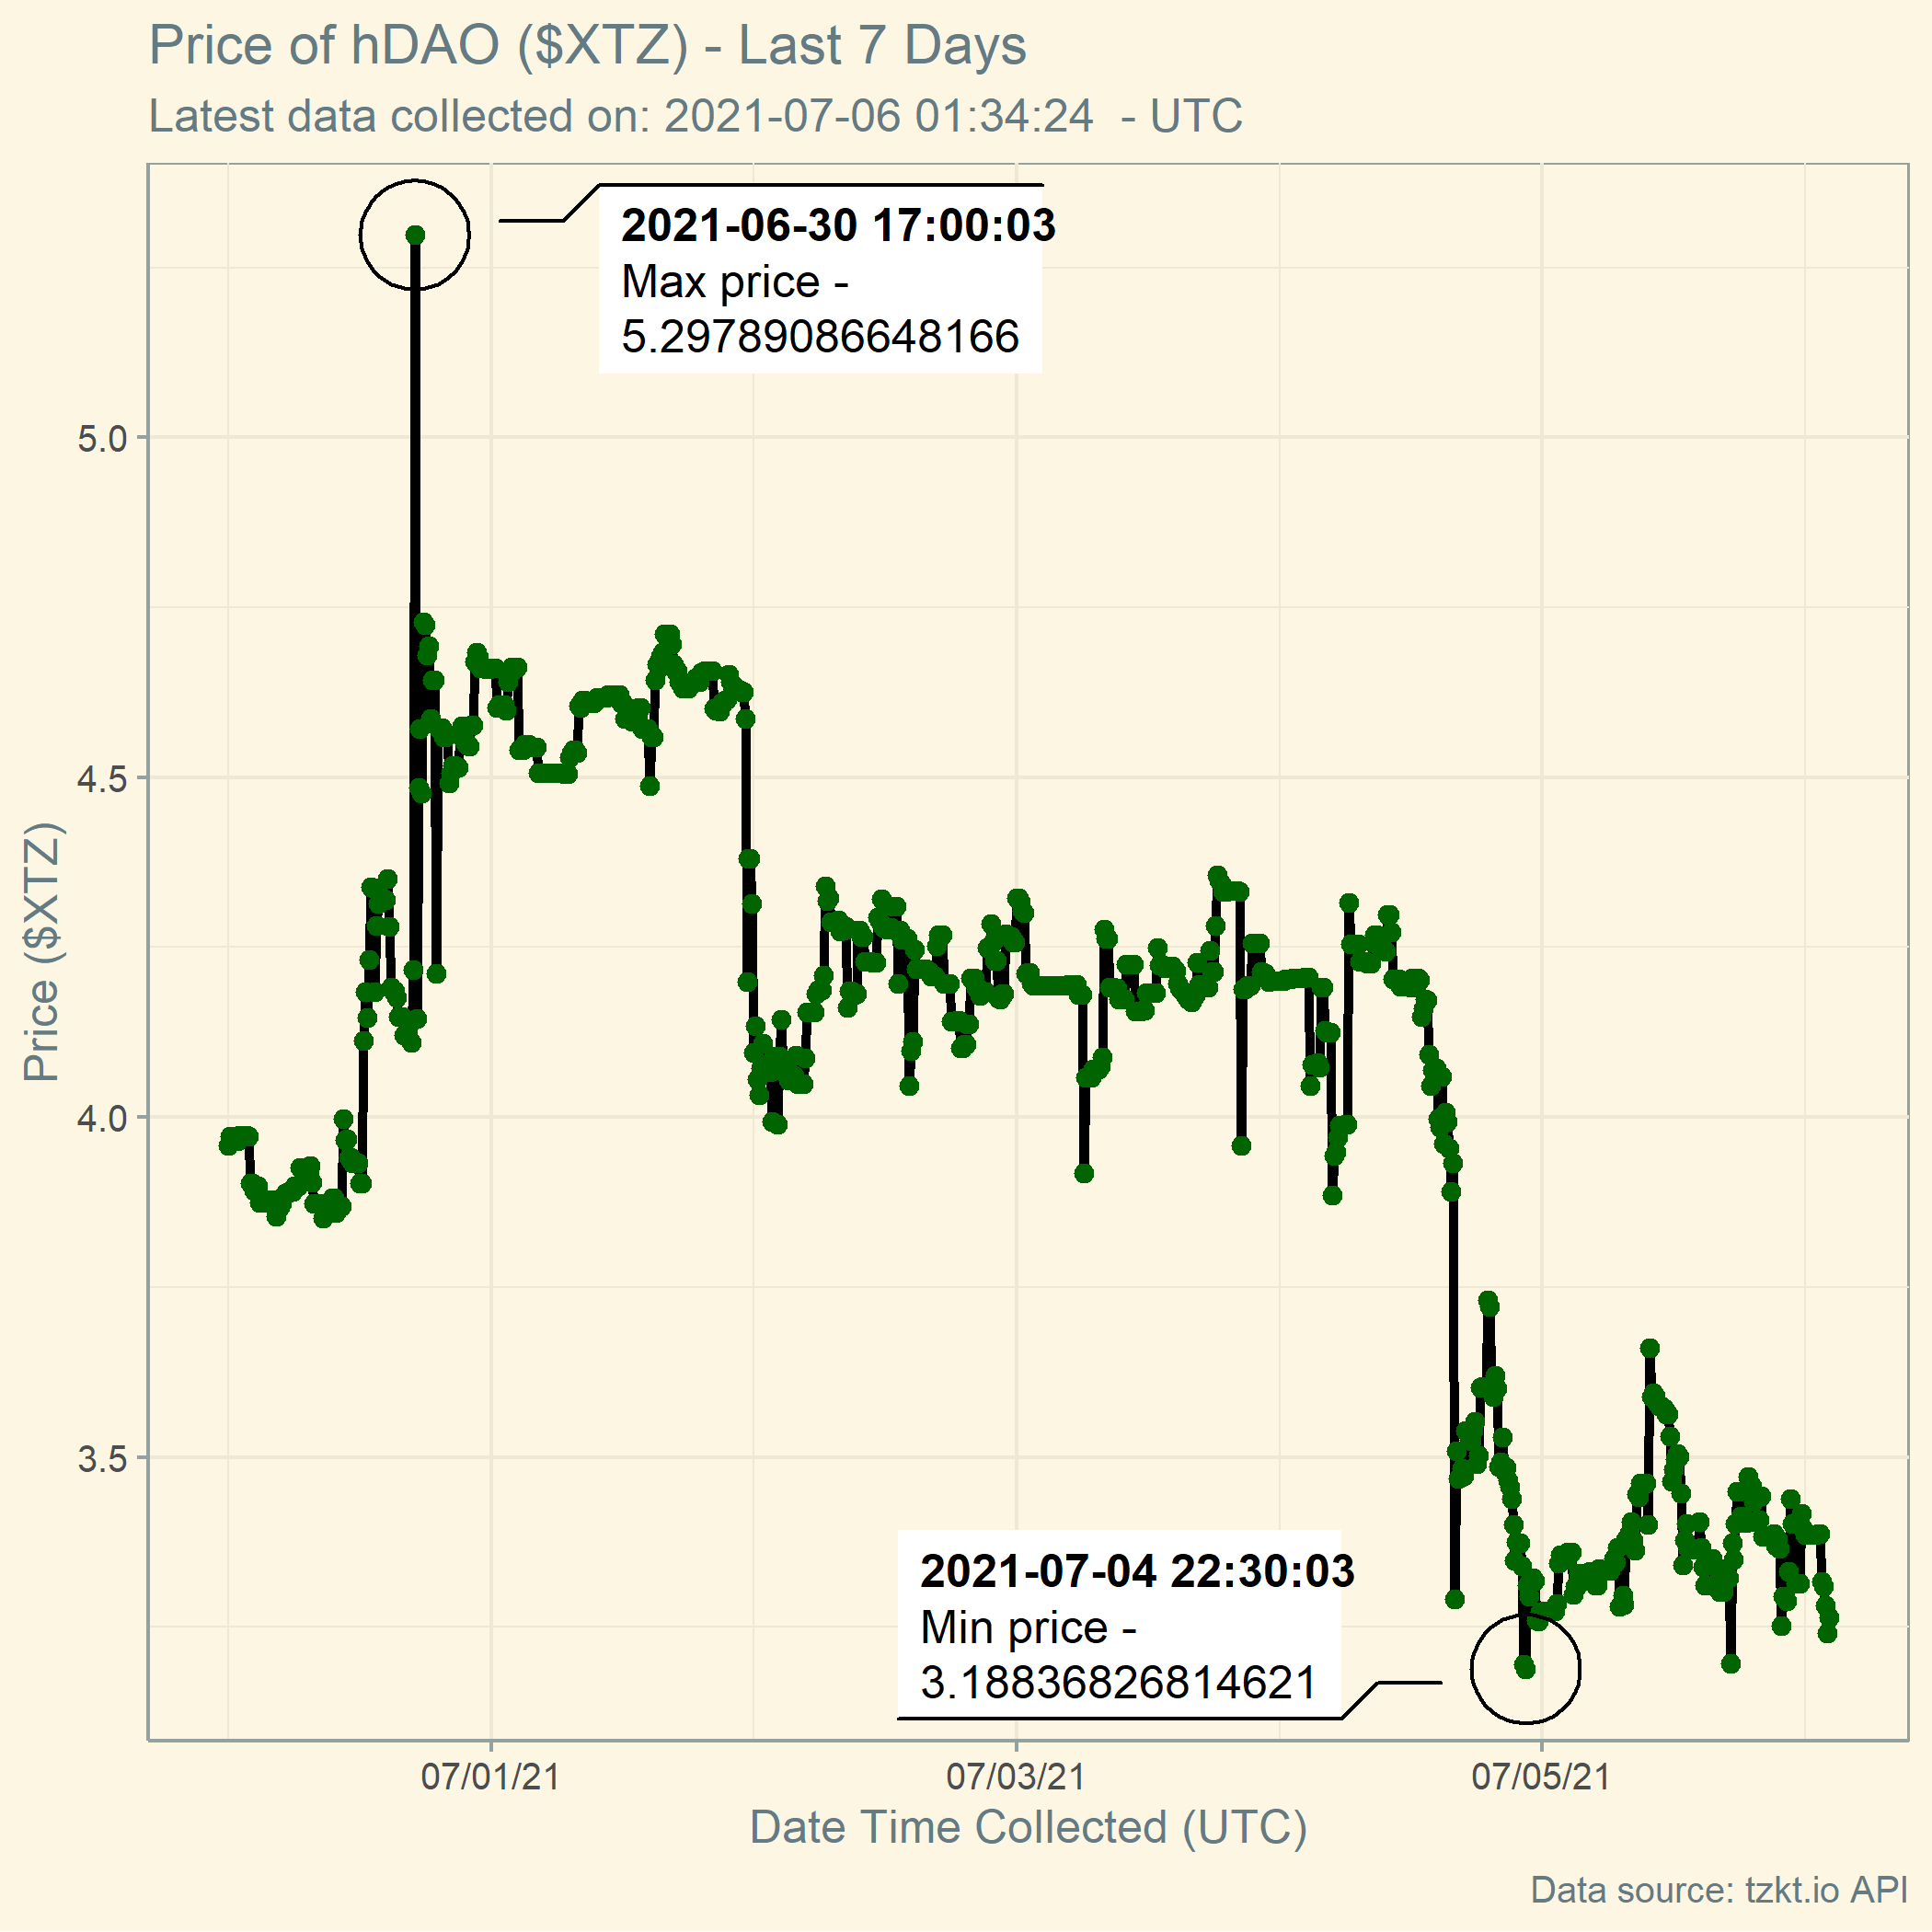 Price of hDAO ($XTZ) - Last 7 Days
Latest data collected on: 2021-07-06 01:34:24  - UTC
2021-06-30 17:00:03
Max price -
5.29789086648166
5.0
4.5
4.0
3.5
Price ($XTZ)
2021-07-04 22:30:03
Min price -
3.18836826814621
07/01/21
07/03/21
07/05/21
Date Time Collected (UTC)
Data source: tzkt.io API